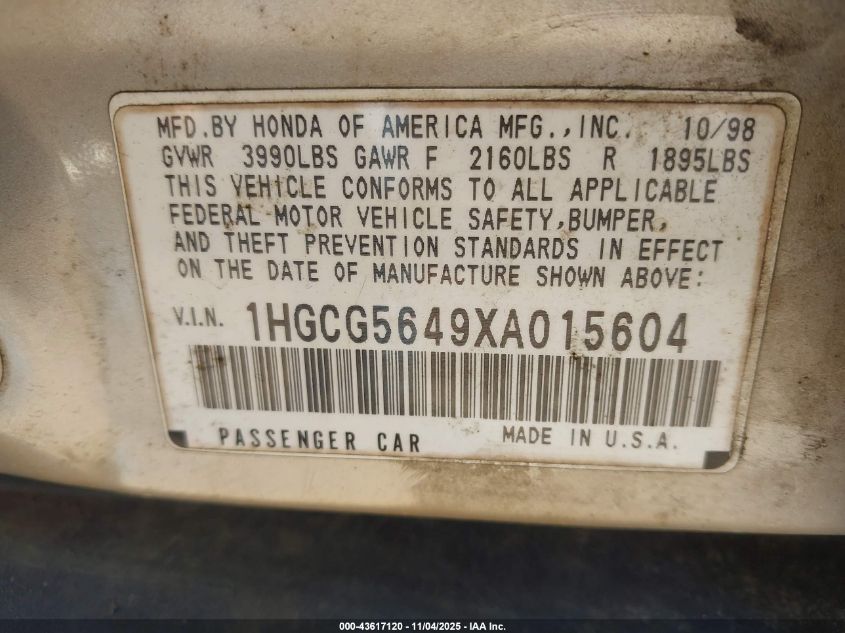 MFD.BY HONDA OF AMERICA MFG.,INC. 10/98
GVWR 3990LBS GAWR F 2160LBS R 1895LBS
THIS VEHICLE CONFORMS TO ALL APPLICABLE
FEDERAL MOTOR VEHICLE SAFETY,BUMPER,
AND THEFT PREVENTION STANDARDS IN EFFECT
ON THE DATE OF MANUFACTURE SHOWN ABOVE:
V.I.N. 1HGCG5649XA015604
PASSENGER CAR MADE IN U.S.A.
000-43617120 - 11/04/2025 - IAA Inc.